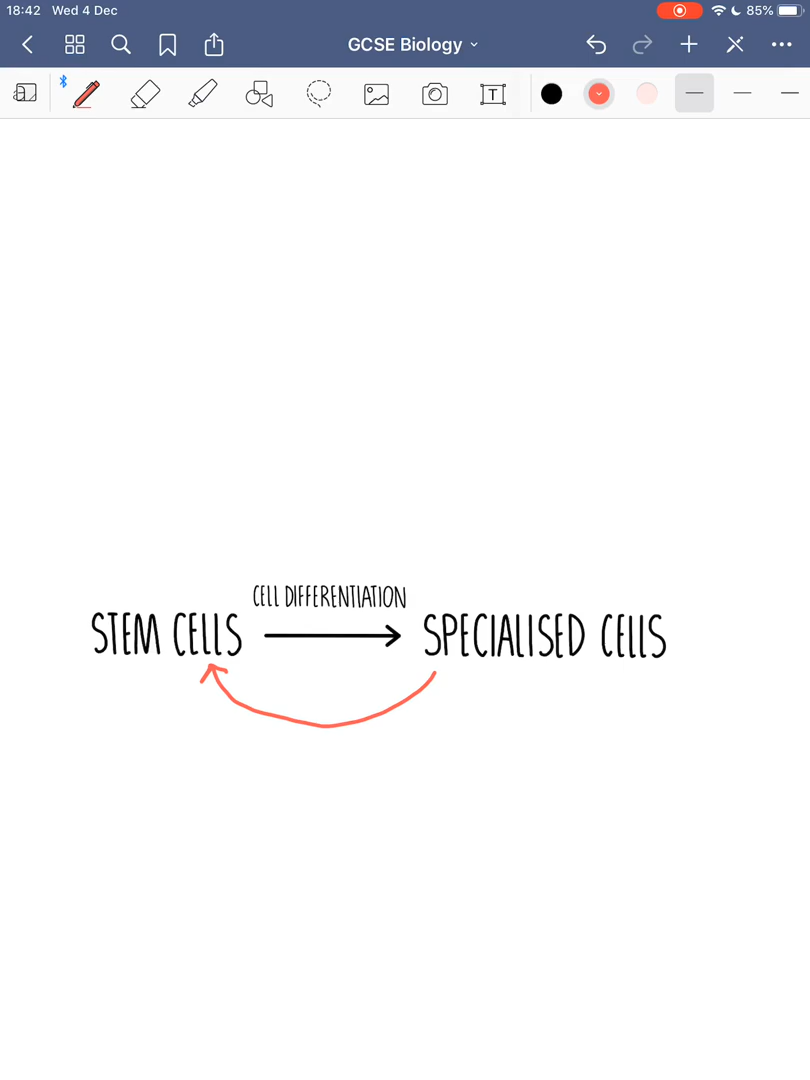 18:42 Wed 4 Dec 85%
GCSE Biology
T
CELL DIFFERENTIATION
STEM CELLS SPECIALISED CELLS